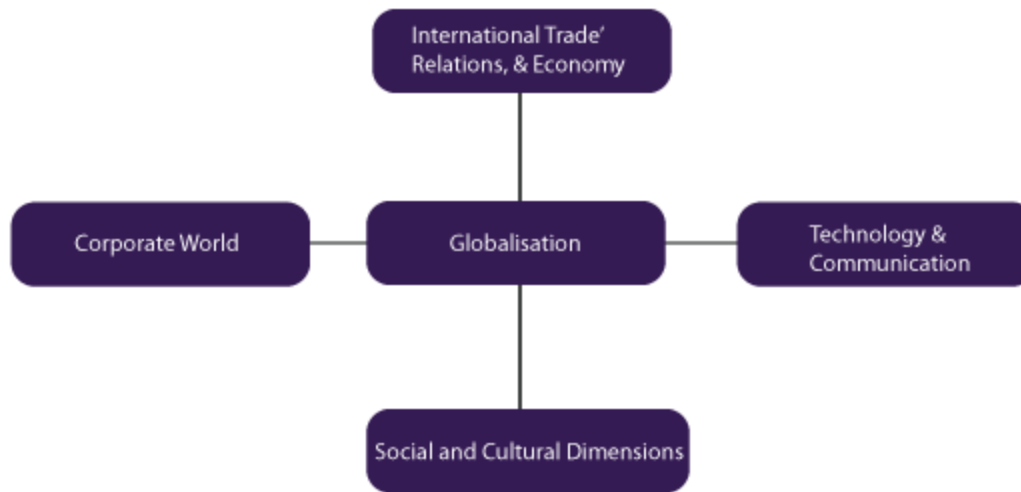 International Trade’
Relations, & Economy
Corporate World
Globalisation
Technology &
Communication
Social and Cultural Dimensions